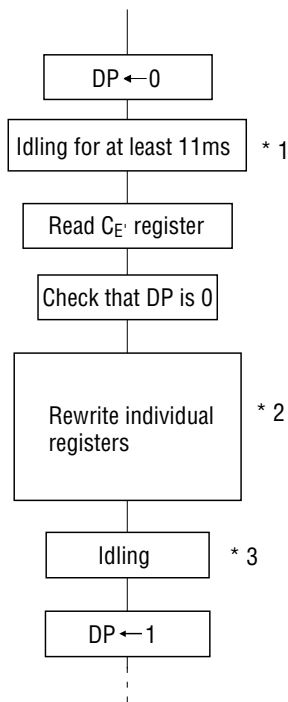 DP←0
Idling for at least 11ms * 1
Read CE' register
Check that DP is 0
Rewrite individual * 2
registers
Idling * 3
DP←1